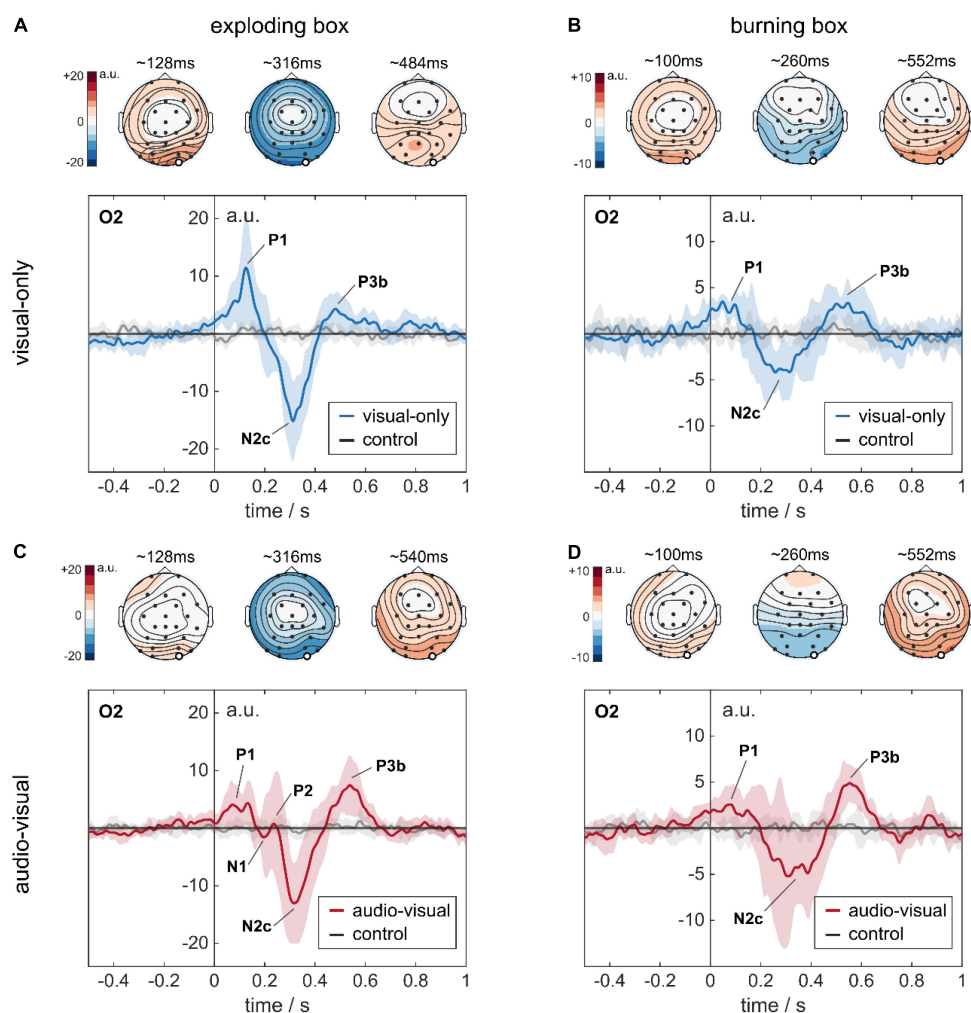 A
exploding box
~128ms
~316ms
~484ms
+20
a.u.
0
-20
O2
a.u.
20
10
0
-10
-20
P1
P3b
N2c
visual-only
control
-0.4
-0.2
0
0.2
0.4
0.6
0.8
1
time / s
visual-only
B
burning box
~100ms
~260ms
~552ms
+10
a.u.
0
-10
O2
a.u.
10
5
0
-5
-10
P1
P3b
N2c
visual-only
control
-0.4
-0.2
0
0.2
0.4
0.6
0.8
1
time / s
C
~128ms
~316ms
~540ms
+20
a.u.
0
-20
O2
a.u.
20
10
0
-10
-20
P1
P2
P3b
N1
N2c
audio-visual
control
-0.4
-0.2
0
0.2
0.4
0.6
0.8
1
time / s
audio-visual
D
~100ms
~260ms
~552ms
+10
a.u.
0
-10
O2
a.u.
10
5
0
-5
-10
P1
P3b
N2c
audio-visual
control
-0.4
-0.2
0
0.2
0.4
0.6
0.8
1
time / s